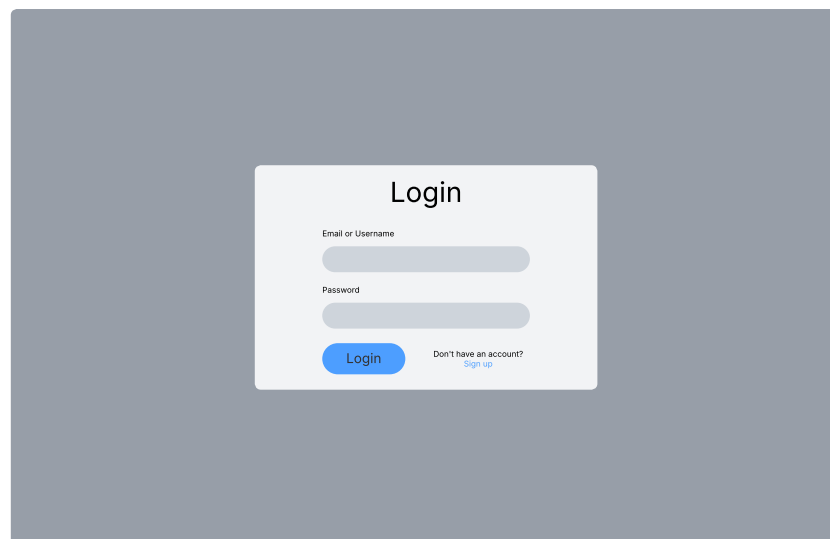 Login
Email or Username
Password
Login
Don't have an account?
Sign up